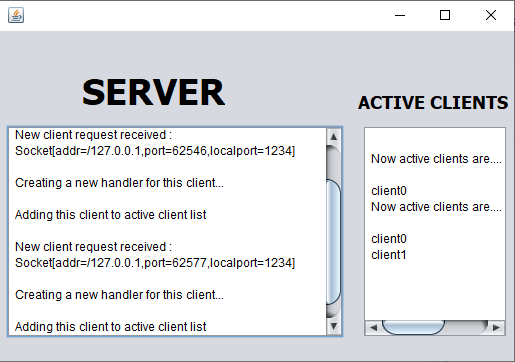 SERVER
New client request received :
Socket[addr=/127.0.0.1,port=62546,localport=1234]
Creating a new handler for this client...
Adding this client to active client list
New client request received :
Socket[addr=/127.0.0.1,port=62577,localport=1234]
Creating a new handler for this client...
Adding this client to active client list
ACTIVE CLIENTS
Now active clients are....
client0
Now active clients are....
client0
client1